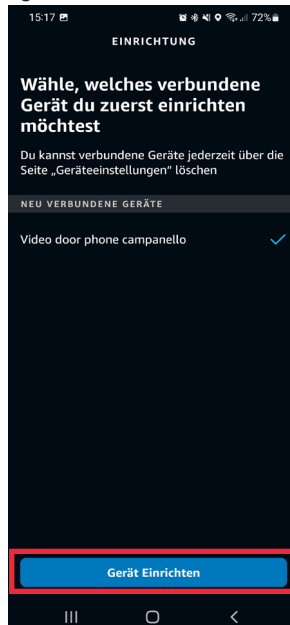 15:17 72%
EINRICHTUNG
Wähle, welches verbundene
Gerät du zuerst einrichten
möchtest
Du kannst verbundene Geräte jederzeit über die
Seite „Geräteeinstellungen“ löschen
NEU VERBUNDENE GERÄTE
Video door phone campanello
Gerät Einrichten